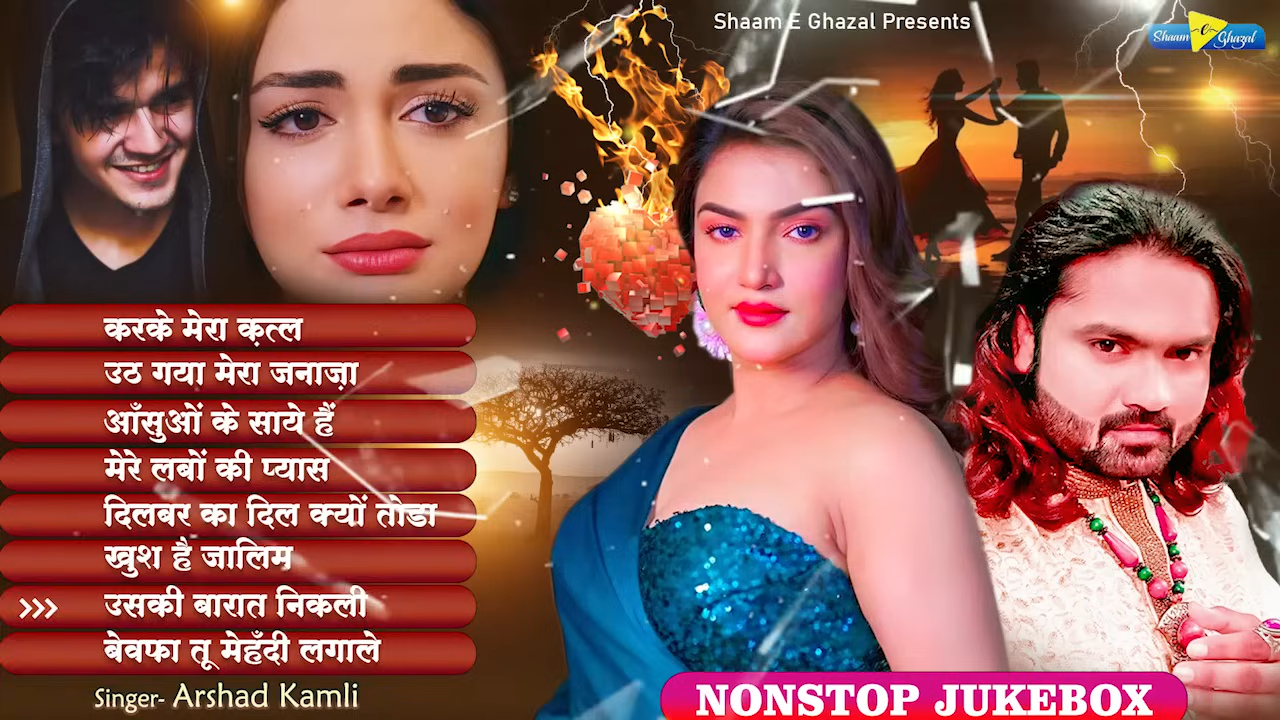 Shaam E Ghazal Presents
Shaam e Ghazal
करके मेरा क़त्ल
उठ गया मेरा जनाज़ा
आँसुओं के साये हैं
मेरे लबों की प्यास
दिलबर का दिल क्यों तोडा
खुश है जालिम
>>> उसकी बारात निकली
बेवफा तू मेहँदी लगाले
Singer- Arshad Kamli
NONSTOP JUKEBOX